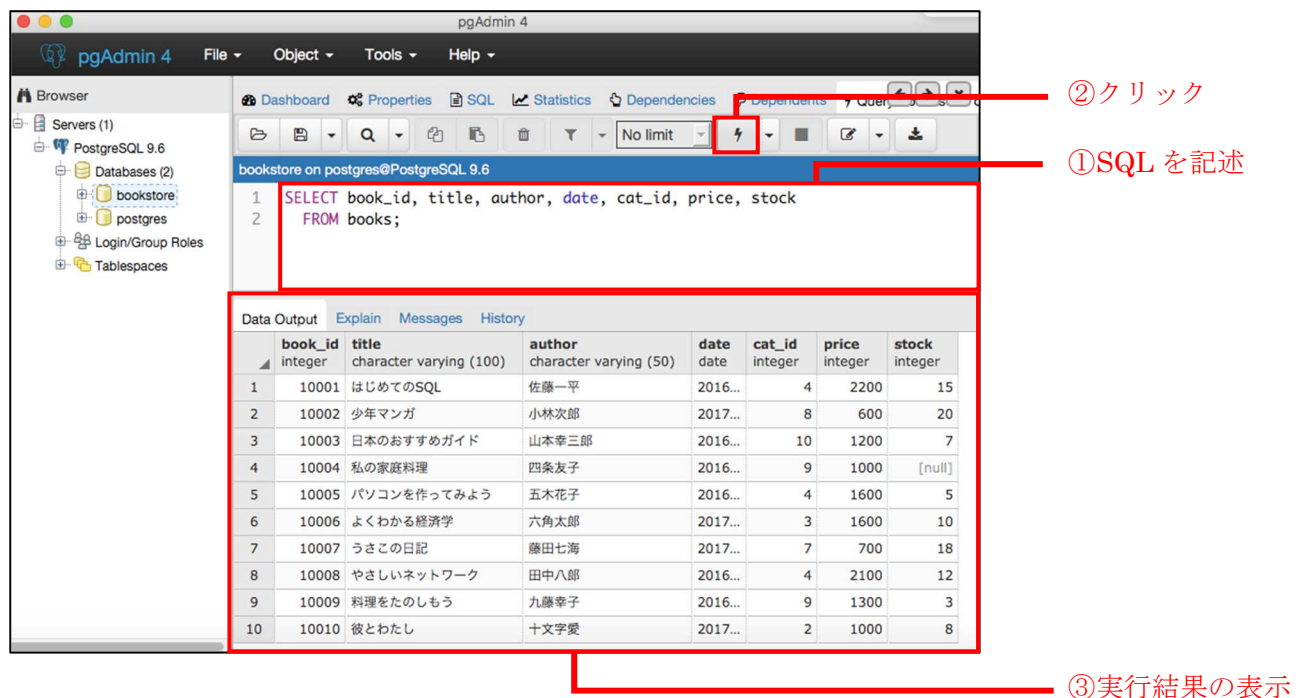 pgAdmin 4
pgAdmin 4 File Object Tools Help
Browser
Servers (1)
PostgreSQL 9.6
Databases (2)
bookstore
postgres
Login/Group Roles
Tablespaces
Dashboard Properties SQL Statistics Dependencies Dependents
No limit
bookstore on postgres@PostgreSQL 9.6
1 SELECT book_id, title, author, date, cat_id, price, stock
2 FROM books;
Data Output Explain Messages History
book_id title author date cat_id price stock
integer character varying (100) character varying (50) date integer integer integer
1 10001 はじめてのSQL 佐藤一平 2016... 4 2200 15
2 10002 少年マンガ 小林次郎 2017... 8 600 20
3 10003 日本のおすすめガイド 山本幸三郎 2016... 10 1200 7
4 10004 私の家庭料理 四条友子 2016... 9 1000 [null]
5 10005 パソコンを作ってみよう 五木花子 2016... 4 1600 5
6 10006 よくわかる経済学 六角太郎 2017... 3 1600 10
7 10007 うさこの日記 藤田七海 2017... 7 700 18
8 10008 やさしいネットワーク 田中八郎 2016... 4 2100 12
9 10009 料理をたのしもう 九藤幸子 2016... 9 1300 3
10 10010 彼とわたし 十文字愛 2017... 2 1000 8
②クリック
①SQL を記述
③実行結果の表示